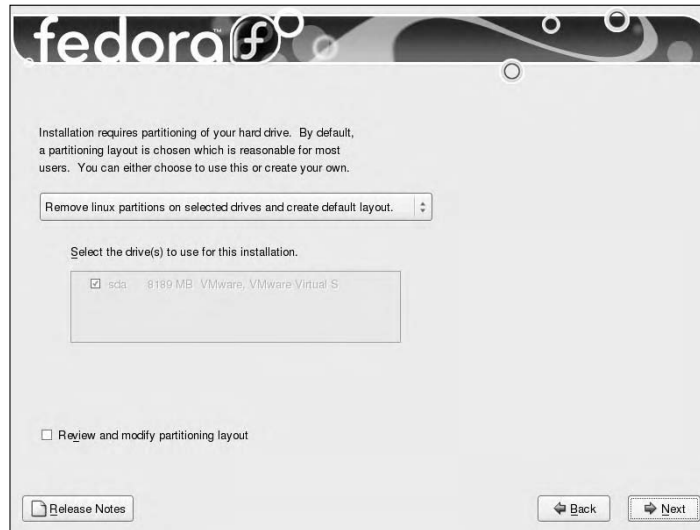 fedora™ f
Installation requires partitioning of your hard drive. By default,
a partitioning layout is chosen which is reasonable for most
users. You can either choose to use this or create your own.
Remove linux partitions on selected drives and create default layout.
Select the drive(s) to use for this installation.
sda 8189 MB VMware, VMware Virtual S
Review and modify partitioning layout
Release Notes
Back
Next